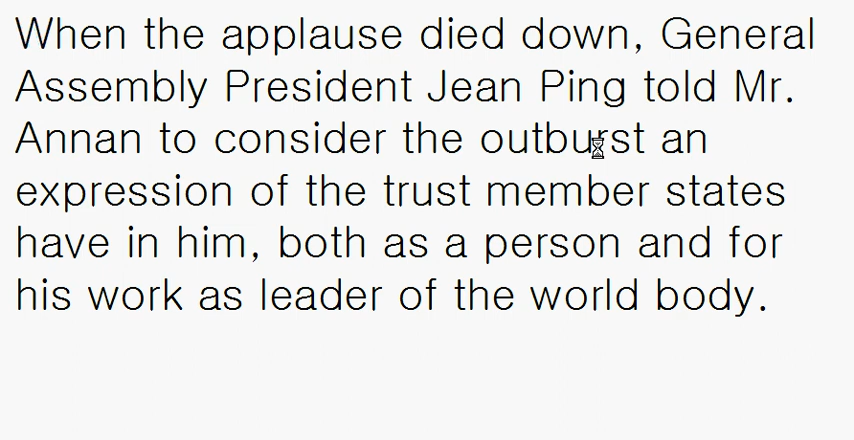 When the applause died down, General
Assembly President Jean Ping told Mr.
Annan to consider the outburst an
expression of the trust member states
have in him, both as a person and for
his work as leader of the world body.